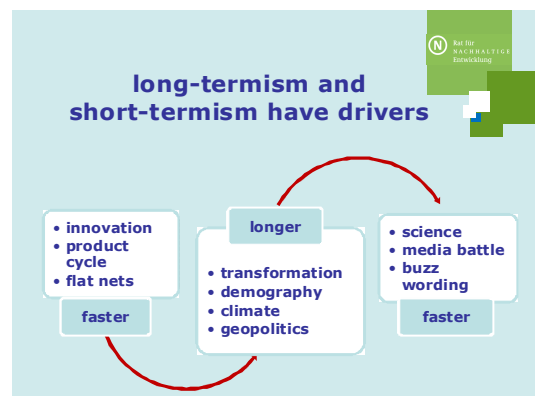 Rat für
NACHHALTIGE
Entwicklung
long-termism and
short-termism have drivers
• innovation
• product
cycle
• flat nets
faster
longer
• transformation
• demography
• climate
• geopolitics
• science
• media battle
• buzz
wording
faster